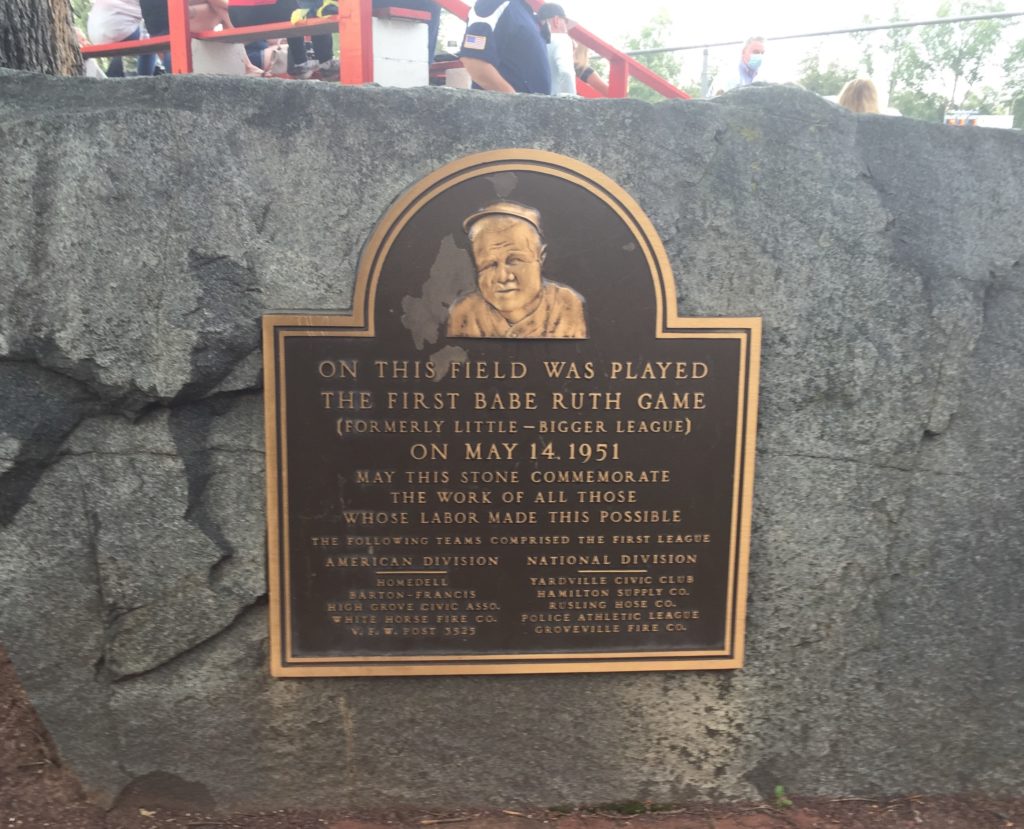 ON THIS FIELD WAS PLAYED
THE FIRST BABE RUTH GAME
(FORMERLY LITTLE-BIGGER LEAGUE)
ON MAY 14, 1951
MAY THIS STONE COMMEMORATE
THE WORK OF ALL THOSE
WHOSE LABOR MADE THIS POSSIBLE
THE FOLLOWING TEAMS COMPRISED THE FIRST LEAGUE
AMERICAN DIVISION
HOMEDELL
BARTON-FRANCIS
HIGH GROVE CIVIC ASSO.
WHITE HORSE FIRE CO.
V. F. W. POST 3525
NATIONAL DIVISION
YARDVILLE CIVIC CLUB
HAMILTON SUPPLY CO.
RUSLING HOSE CO.
POLICE ATHLETIC LEAGUE
GROVEVILLE FIRE CO.